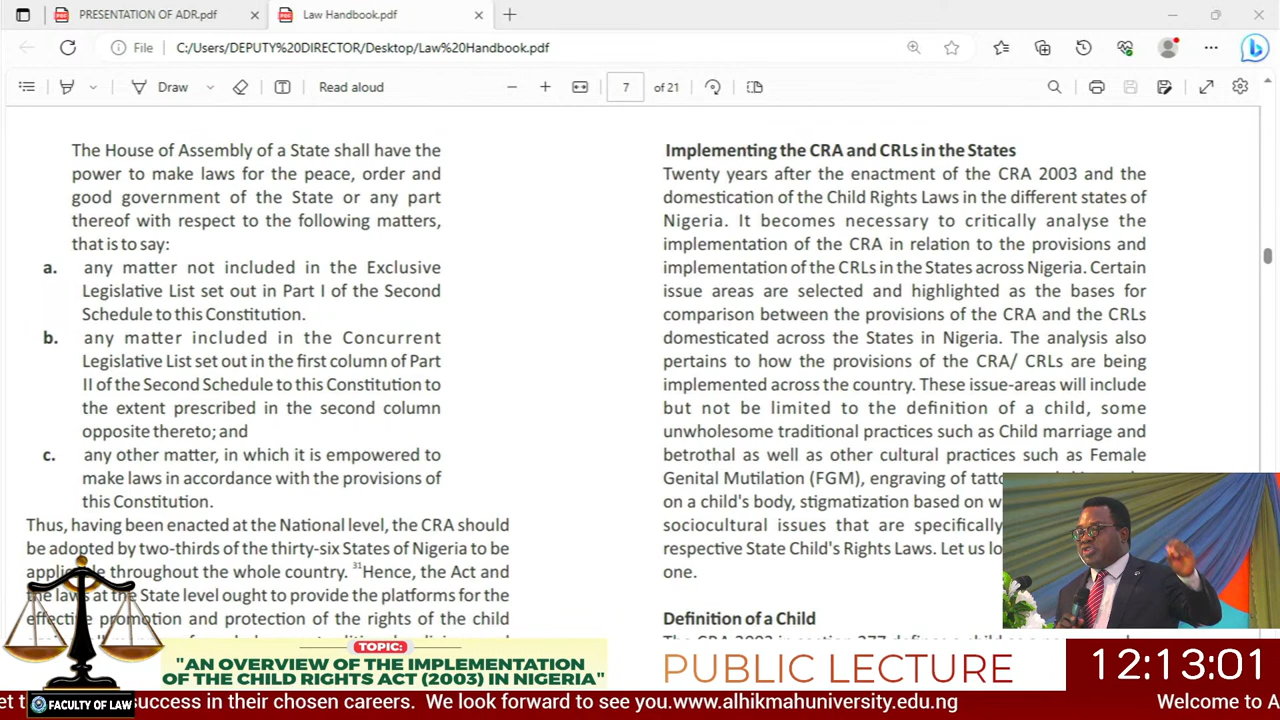 PRESENTATION OF ADR.pdf
Law Handbook.pdf
File
C:/Users/DEPUTY%20DIRECTOR/Desktop/Law%20Handbook.pdf
Draw
Read aloud
7
of 21
The House of Assembly of a State shall have the
power to make laws for the peace, order and
good government of the State or any part
thereof with respect to the following matters,
that is to say:
a. any matter not included in the Exclusive
Legislative List set out in Part I of the Second
Schedule to this Constitution.
b. any matter included in the Concurrent
Legislative List set out in the first column of Part
II of the Second Schedule to this Constitution to
the extent prescribed in the second column
opposite thereto; and
c. any other matter, in which it is empowered to
make laws in accordance with the provisions of
this Constitution.
Thus, having been enacted at the National level, the CRA should
be adopted by two-thirds of the thirty-six States of Nigeria to be
throughout the whole country. 31Hence, the Act and
the laws at the State level ought to provide the platforms for the
effective promotion and protection of the rights of the child
Implementing the CRA and CRLs in the States
Twenty years after the enactment of the CRA 2003 and the
domestication of the Child Rights Laws in the different states of
Nigeria. It becomes necessary to critically analyse the
implementation of the CRA in relation to the provisions and
implementation of the CRLs in the States across Nigeria. Certain
issue areas are selected and highlighted as the bases for
comparison between the provisions of the CRA and the CRLs
domesticated across the States in Nigeria. The analysis also
pertains to how the provisions of the CRA/ CRLs are being
implemented across the country. These issue-areas will include
but not be limited to the definition of a child, some
unwholesome traditional practices such as Child marriage and
betrothal as well as other cultural practices such as Female
Genital Mutilation (FGM), engraving of
on a child's body, stigmatization based on
sociocultural issues that are specifically
respective State Child's Rights Laws. Let us
one.
Definition of a Child
TOPIC:
"AN OVERVIEW OF THE IMPLEMENTATION
OF THE CHILD RIGHTS ACT (2003) IN NIGERIA"
PUBLIC LECTURE
12:13:01
FACULTY OF LAW
success in their chosen careers. We look forward to see you.www.alhikmahuniversity.edu.ng
Welcome to A